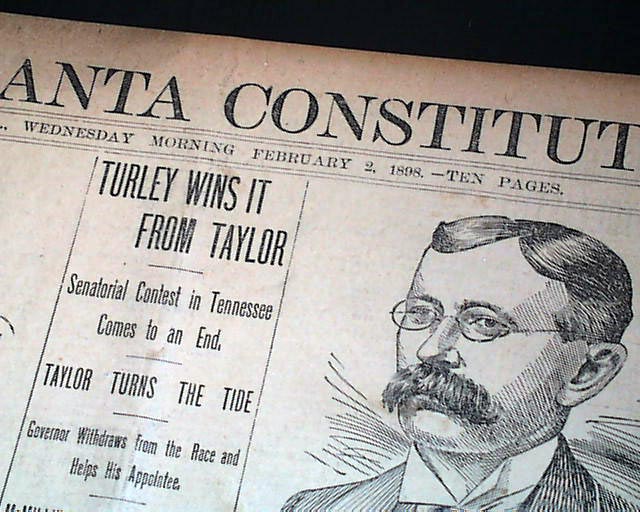 ANTA CONSTITUT
WEDNESDAY MORNING FEBRUARY 2, 1898.—TEN PAGES.
TURLEY WINS IT
FROM TAYLOR
Senatorial Contest in Tennessee
Comes to an End.
TAYLOR TURNS THE TIDE
Governor Withdraws from the Race and
Helps His Appointee.